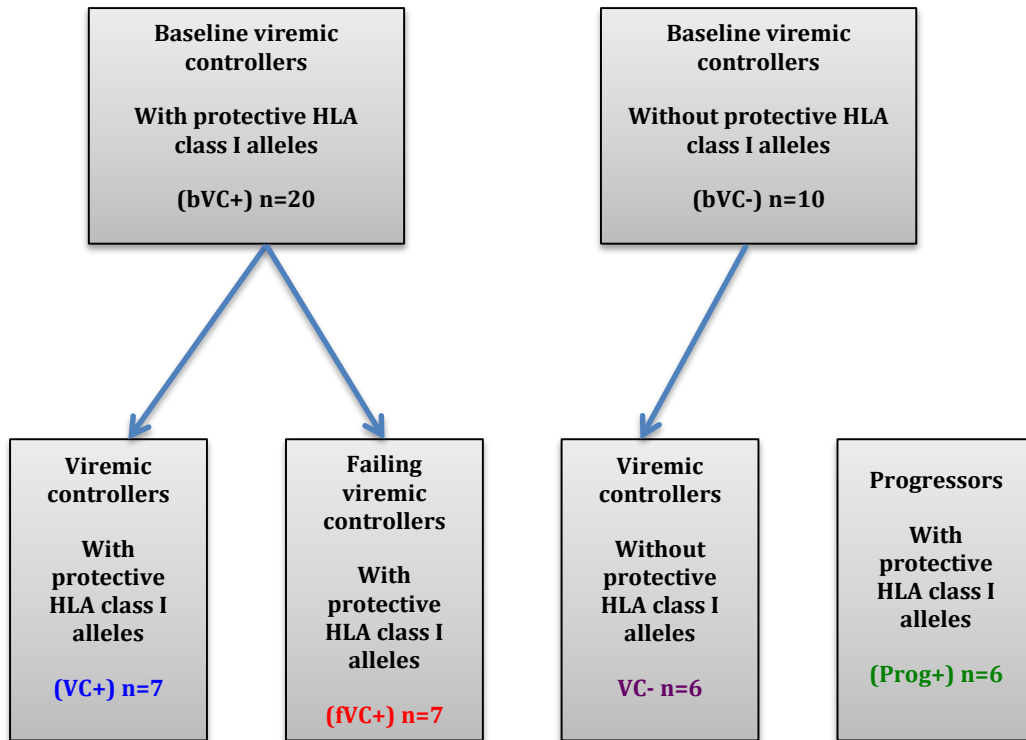 Baseline viremic
controllers
With protective HLA
class I alleles
(bVC+) n=20
Baseline viremic
controllers
Without protective HLA
class I alleles
(bVC-) n=10
Viremic
controllers
With
protective
HLA class I
alleles
(VC+) n=7
Failing
viremic
controllers
With
protective
HLA class I
alleles
(fVC+) n=7
Viremic
controllers
Without
protective
HLA class I
alleles
VC- n=6
Progressors
With
protective
HLA class I
alleles
(Prog+) n=6